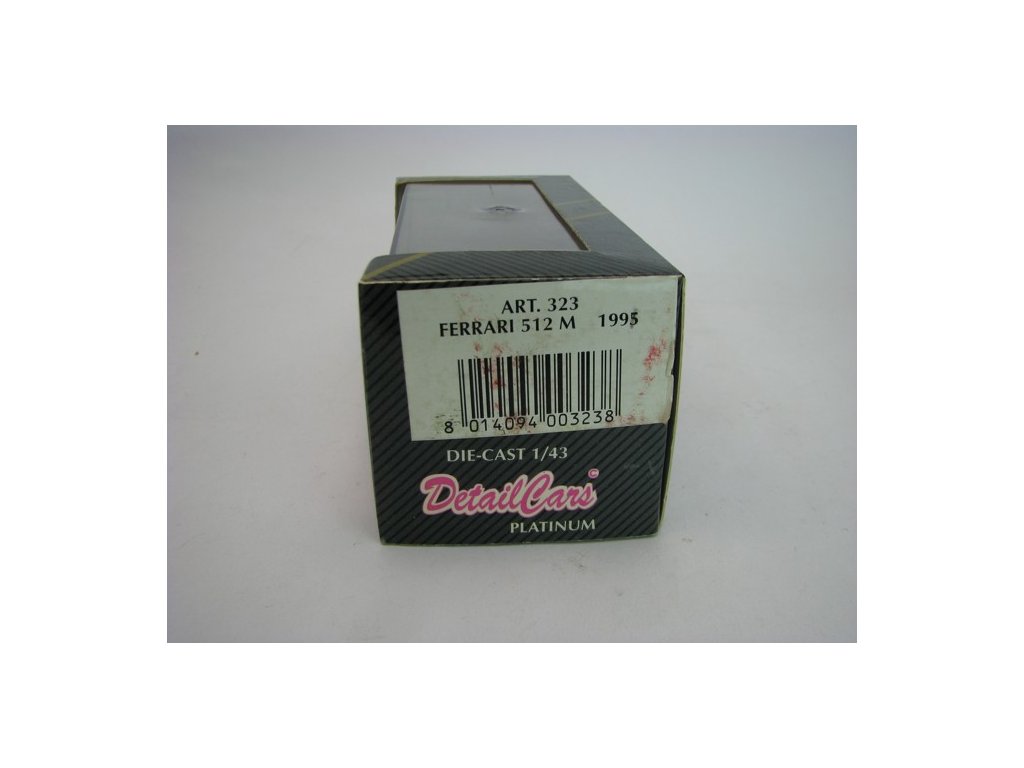 ART. 323
FERRARI 512 M 1995
8 014094 003238
DIE-CAST 1/43
DetailCars ©
PLATINUM